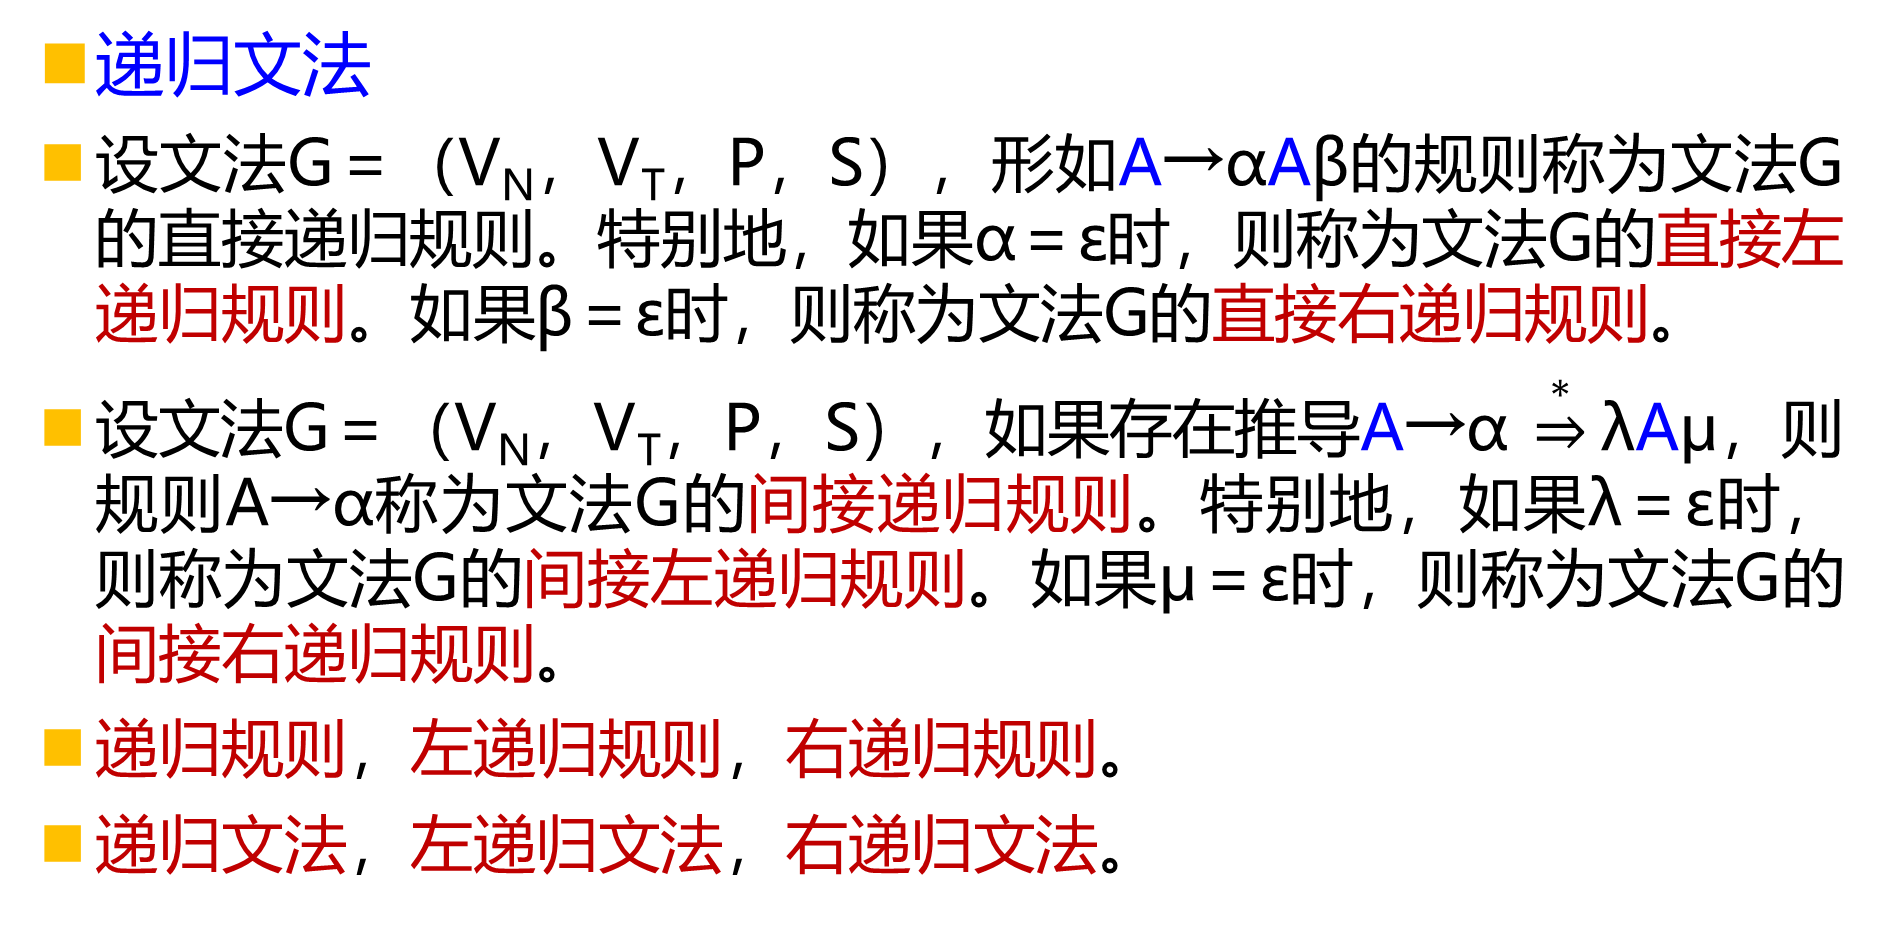 递归文法
设文法G＝（VN，VT，P，S），形如A→αAβ的规则称为文法G
的直接递归规则。特别地，如果α＝ε时，则称为文法G的直接左
递归规则。如果β＝ε时，则称为文法G的直接右递归规则。
设文法G＝（VN，VT，P，S），如果存在推导A→α ⇒* λAμ，则
规则A→α称为文法G的间接递归规则。特别地，如果λ＝ε时，
则称为文法G的间接左递归规则。如果μ＝ε时，则称为文法G的
间接右递归规则。
递归规则，左递归规则，右递归规则。
递归文法，左递归文法，右递归文法。